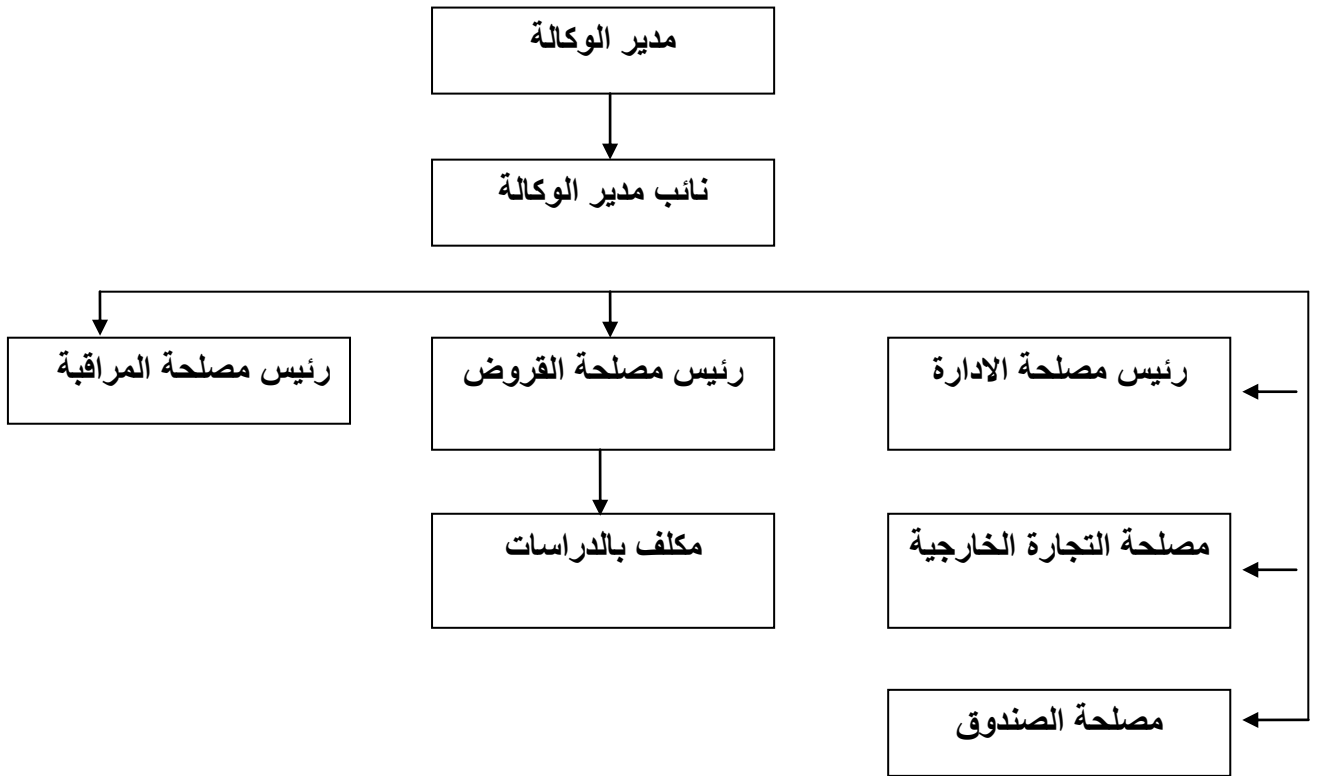 مدير الوكالة
نائب مدير الوكالة
رئيس مصلحة الادارة
رئيس مصلحة القروض
رئيس مصلحة المراقبة
مصلحة التجارة الخارجية
مكلف بالدراسات
مصلحة الصندوق